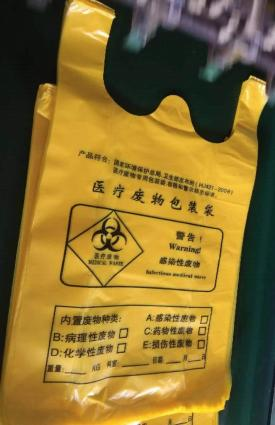 产品符合：国家环境保护总局、卫生部发布的(HJ421-2008)
医疗废物专用包装袋、容器和警示标志标准。
医疗废物包装袋
医疗废物
MEDICAL WASTE
警告！
Warning!
感染性废物
Infectious medical wave
内置废物种类：
A:感染性废物
B:病理性废物
C:药物性废物
D:化学性废物
E:损伤性废物
重量: KG 科室: 日期: 月 日